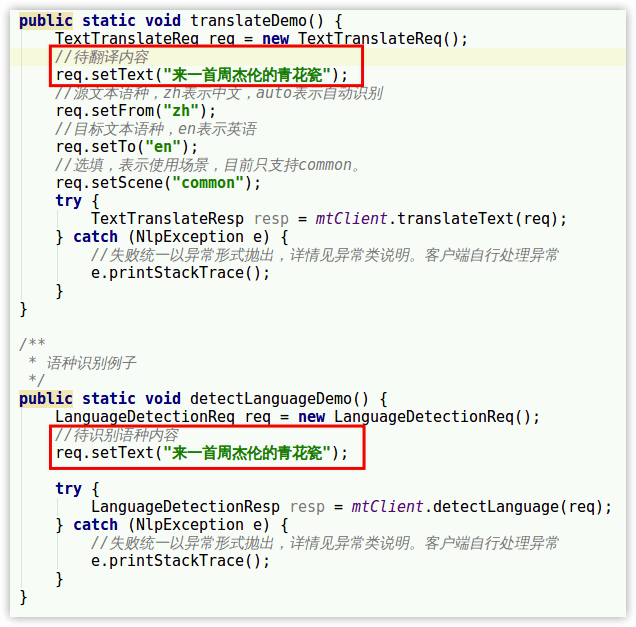 public static void translateDemo() {
TextTranslateReq req = new TextTranslateReq();
//待翻译内容
req.setText("来一首周杰伦的青花瓷");
//源文本语种，zh表示中文，auto表示自动识别
req.setFrom("zh");
//目标文本语种，en表示英语
req.setTo("en");
//选填，表示使用场景，目前只支持common。
req.setScene("common");
try {
TextTranslateResp resp = mtClient.translateText(req);
} catch (NlpException e) {
//失败统一以异常形式抛出，详情见异常类说明。客户端自行处理异常
e.printStackTrace();
}
}
/**
* 语种识别例子
*/
public static void detectLanguageDemo() {
LanguageDetectionReq req = new LanguageDetectionReq();
//待识别语种内容
req.setText("来一首周杰伦的青花瓷");
try {
LanguageDetectionResp resp = mtClient.detectLanguage(req);
} catch (NlpException e) {
//失败统一以异常形式抛出，详情见异常类说明。客户端自行处理异常
e.printStackTrace();
}
}